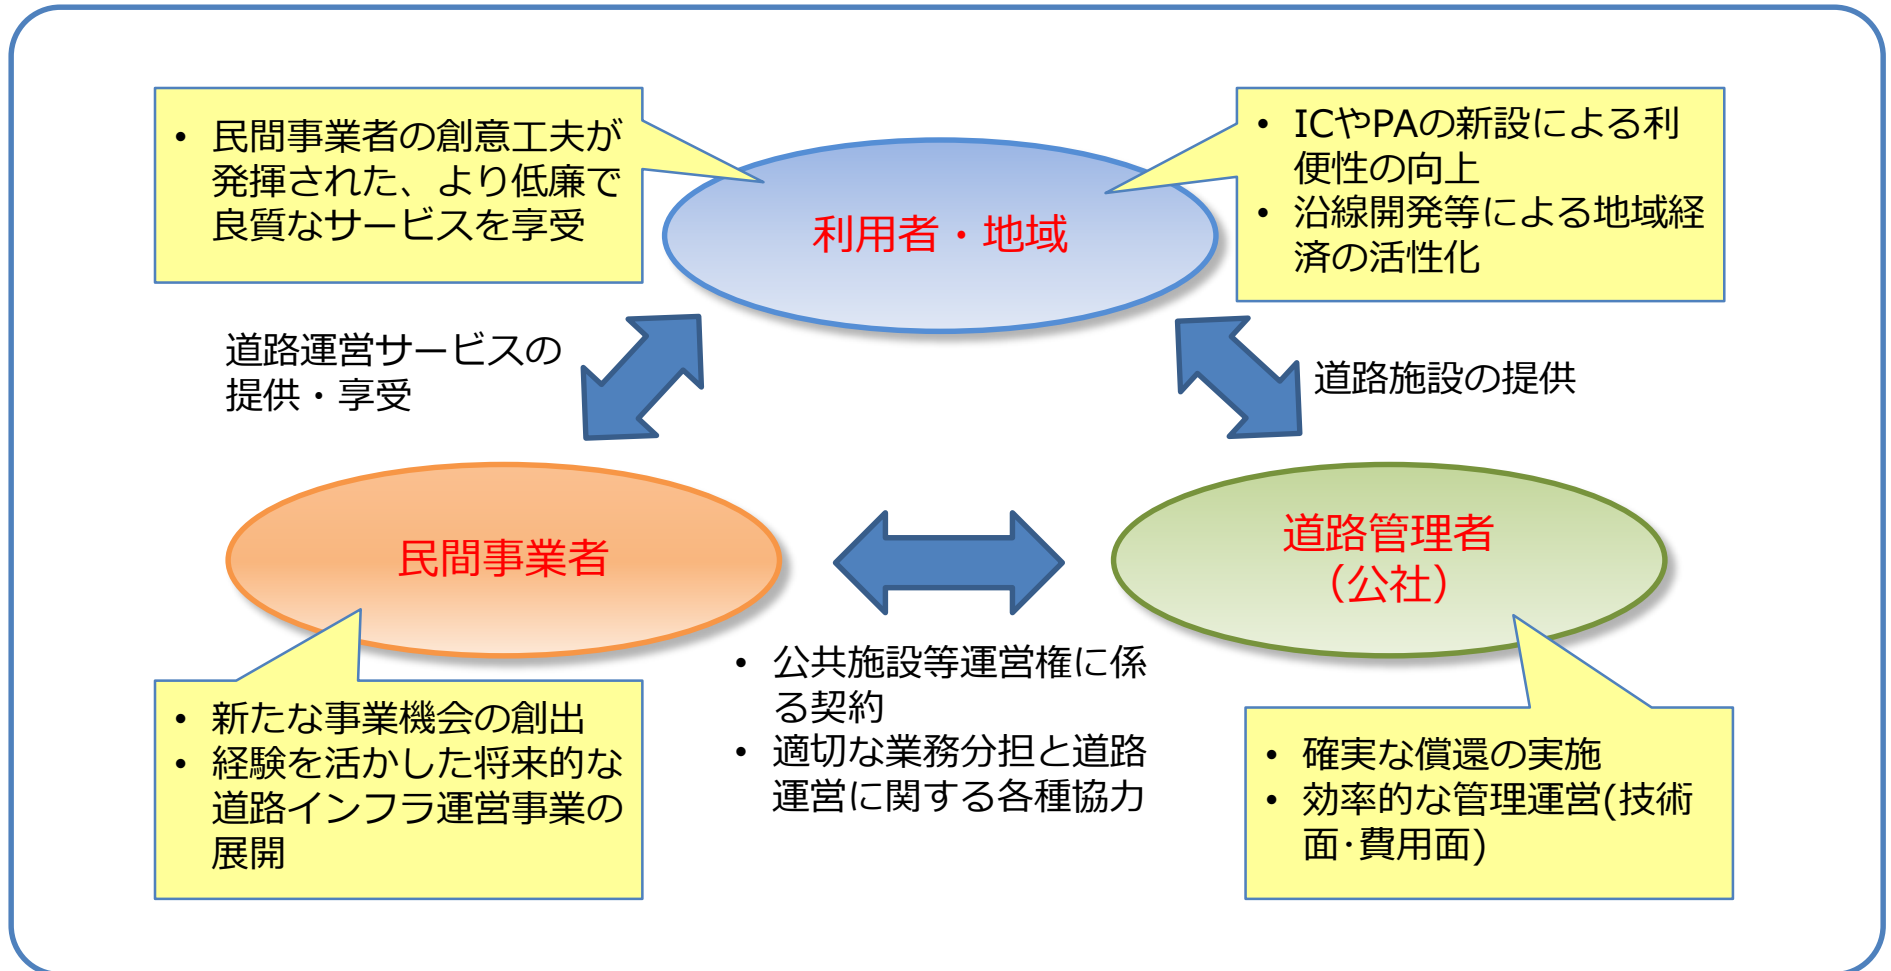 • 民間事業者の創意工夫が
発揮された、より低廉で
良質なサービスを享受
利用者・地域
• ICやPAの新設による利
便性の向上
• 沿線開発等による地域経
済の活性化
道路運営サービスの
提供・享受
道路施設の提供
民間事業者
道路管理者
（公社）
• 公共施設等運営権に係
る契約
• 適切な業務分担と道路
運営に関する各種協力
• 新たな事業機会の創出
• 経験を活かした将来的な
道路インフラ運営事業の
展開
• 確実な償還の実施
• 効率的な管理運営(技術
面･費用面)